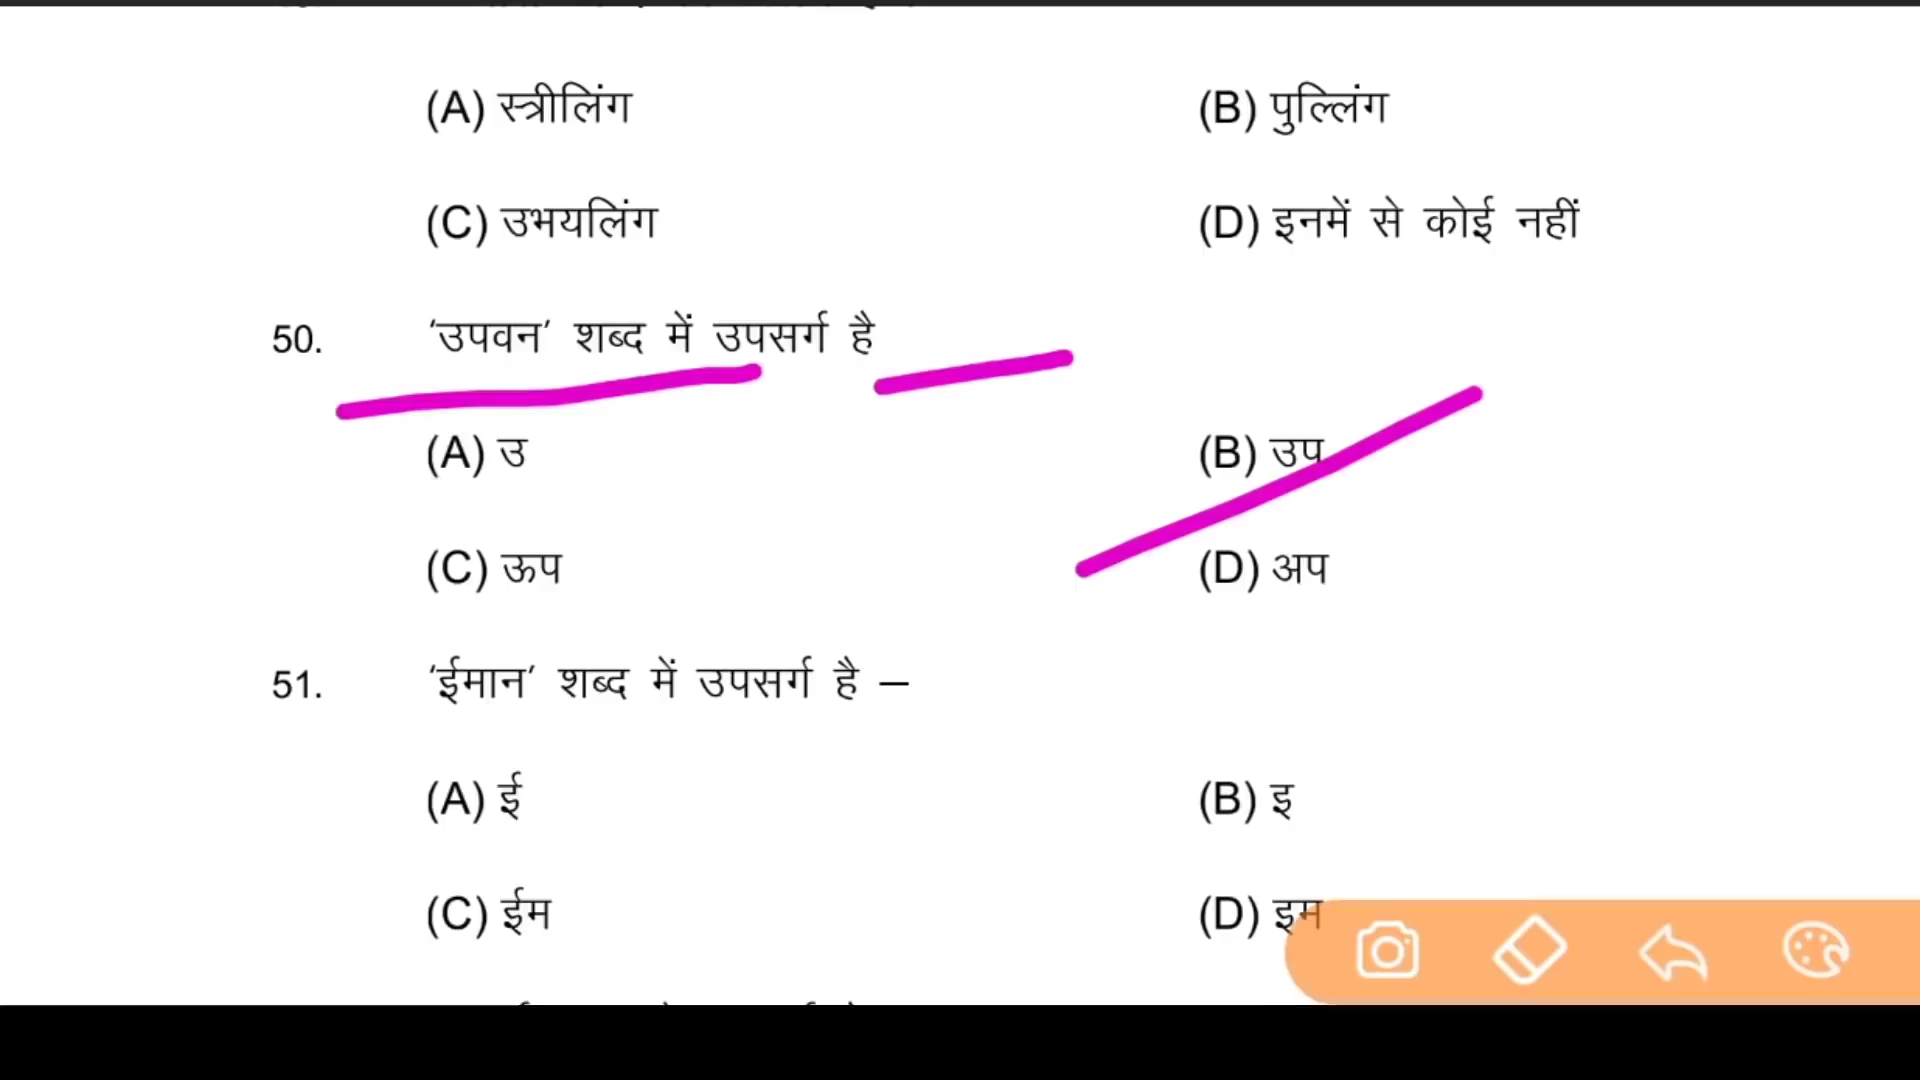 (A) स्त्रीलिंग (B) पुल्लिंग
(C) उभयलिंग (D) इनमें से कोई नहीं
50. ‘उपवन’ शब्द में उपसर्ग है
(A) उ (B) उप
(C) ऊप (D) अप
51. ‘ईमान’ शब्द में उपसर्ग है –
(A) ई (B) इ
(C) ईम (D) इम